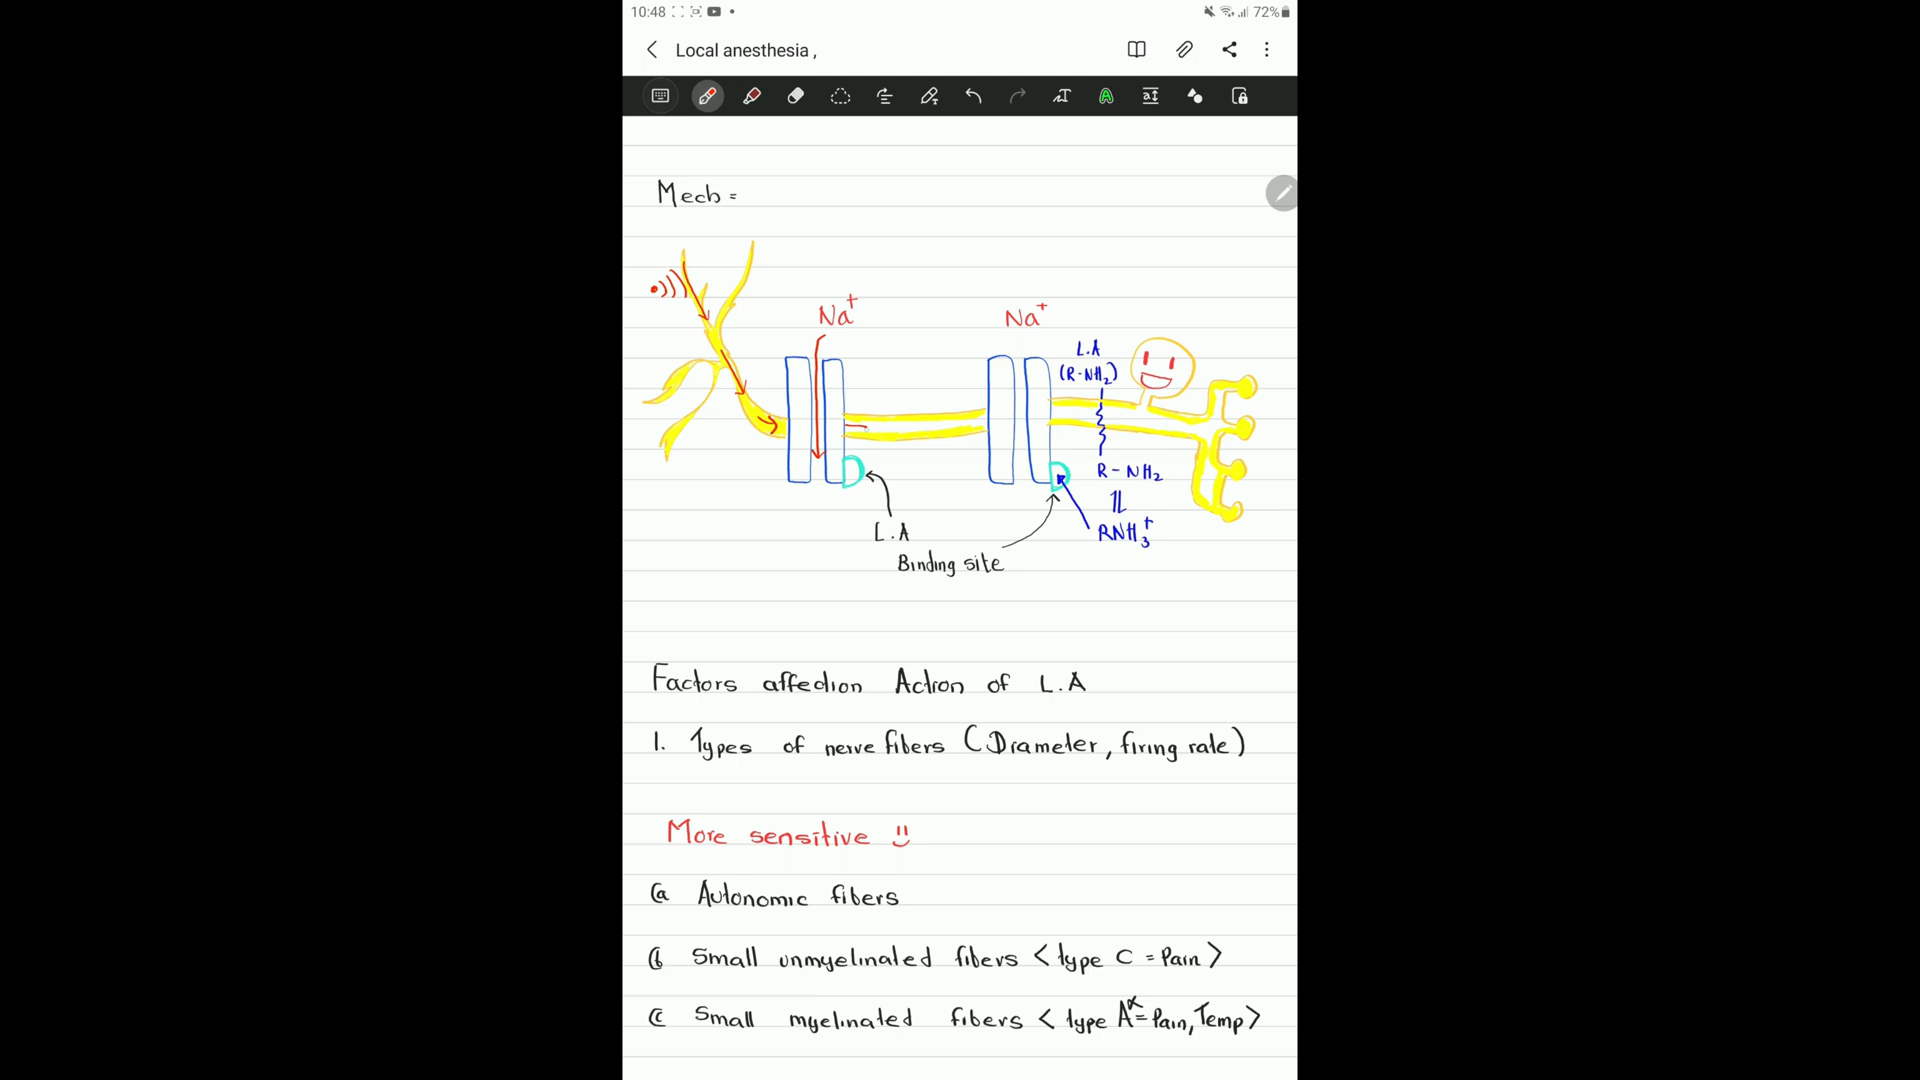 10:48
72%
Local anesthesia ,
Mech =
Na+
Na+
L.A
(R-NH2)
R-NH2
RNH3+
L.A
Binding site
Factors affection Action of L.A
1. Types of nerve fibers (Diameter, firing rate)
More sensitive
(a Autonomic fibers
(b Small unmyelinated fibers <type C = Pain>
(c Small myelinated fibers <type Aα = Pain, Temp>